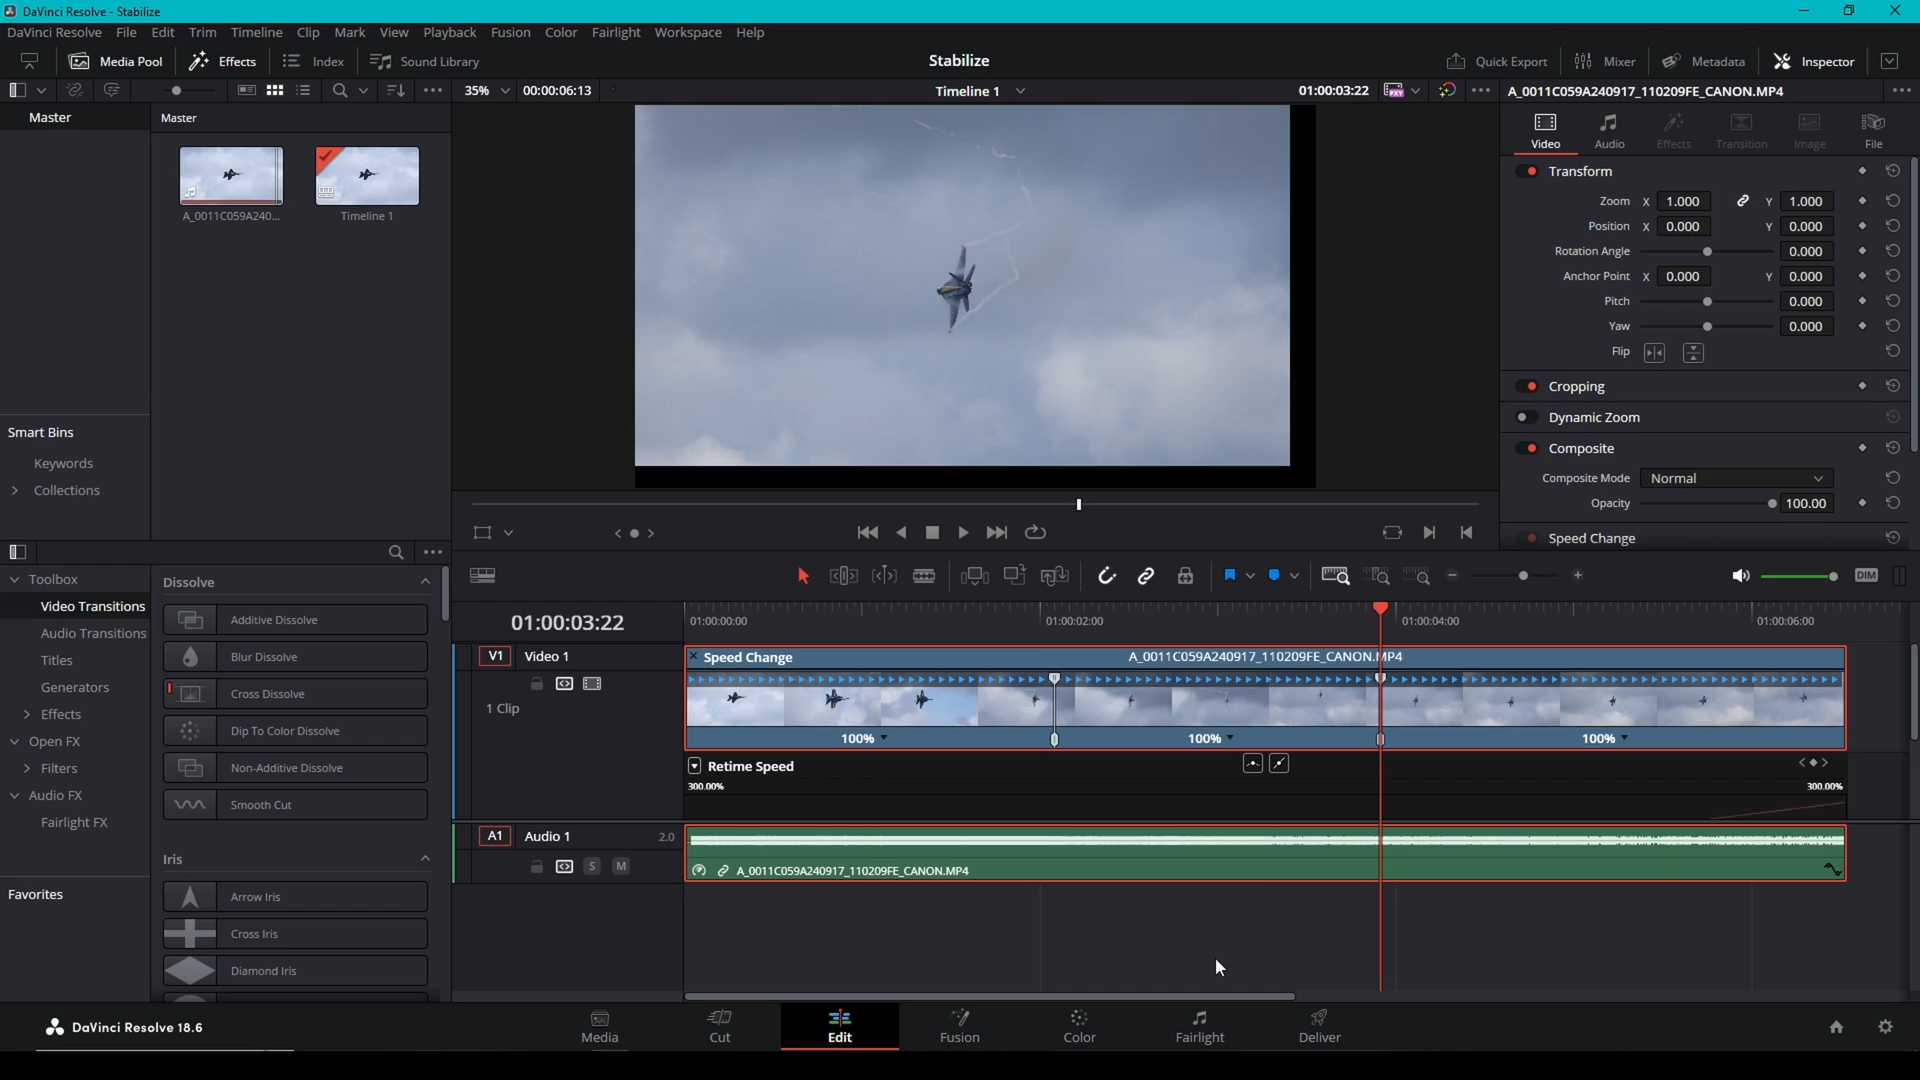 DaVinci Resolve - Stabilize
DaVinci Resolve File Edit Trim Timeline Clip Mark View Playback Fusion Color Fairlight Workspace Help
Media Pool Effects Index Sound Library Stabilize Quick Export Mixer Metadata Inspector
35% 00:00:06:13 Timeline 1 01:00:03:22 PXY A_0011C059A240917_110209FE_CANON.MP4
Master Master
Video Audio Effects Transition Image File
A_0011C059A240... Timeline 1
Transform
Zoom X 1.000 Y 1.000
Position X 0.000 Y 0.000
Rotation Angle 0.000
Anchor Point X 0.000 Y 0.000
Pitch 0.000
Yaw 0.000
Flip
Cropping
Dynamic Zoom
Composite
Composite Mode Normal
Opacity 100.00
Speed Change
Smart Bins
Keywords
Collections
Toolbox
Video Transitions
Audio Transitions
Titles
Generators
Effects
Open FX
Filters
Audio FX
Fairlight FX
Favorites
Dissolve
Additive Dissolve
Blur Dissolve
Cross Dissolve
Dip To Color Dissolve
Non-Additive Dissolve
Smooth Cut
Iris
Arrow Iris
Cross Iris
Diamond Iris
DIM
01:00:03:22 01:00:00:00 01:00:02:00 01:00:04:00 01:00:06:00
V1 Video 1 Speed Change A_0011C059A240917_110209FE_CANON.MP4
1 Clip
100% 100% 100%
Retime Speed
300.00% 300.00%
A1 Audio 1 2.0
S M A_0011C059A240917_110209FE_CANON.MP4
DaVinci Resolve 18.6
Media Cut Edit Fusion Color Fairlight Deliver